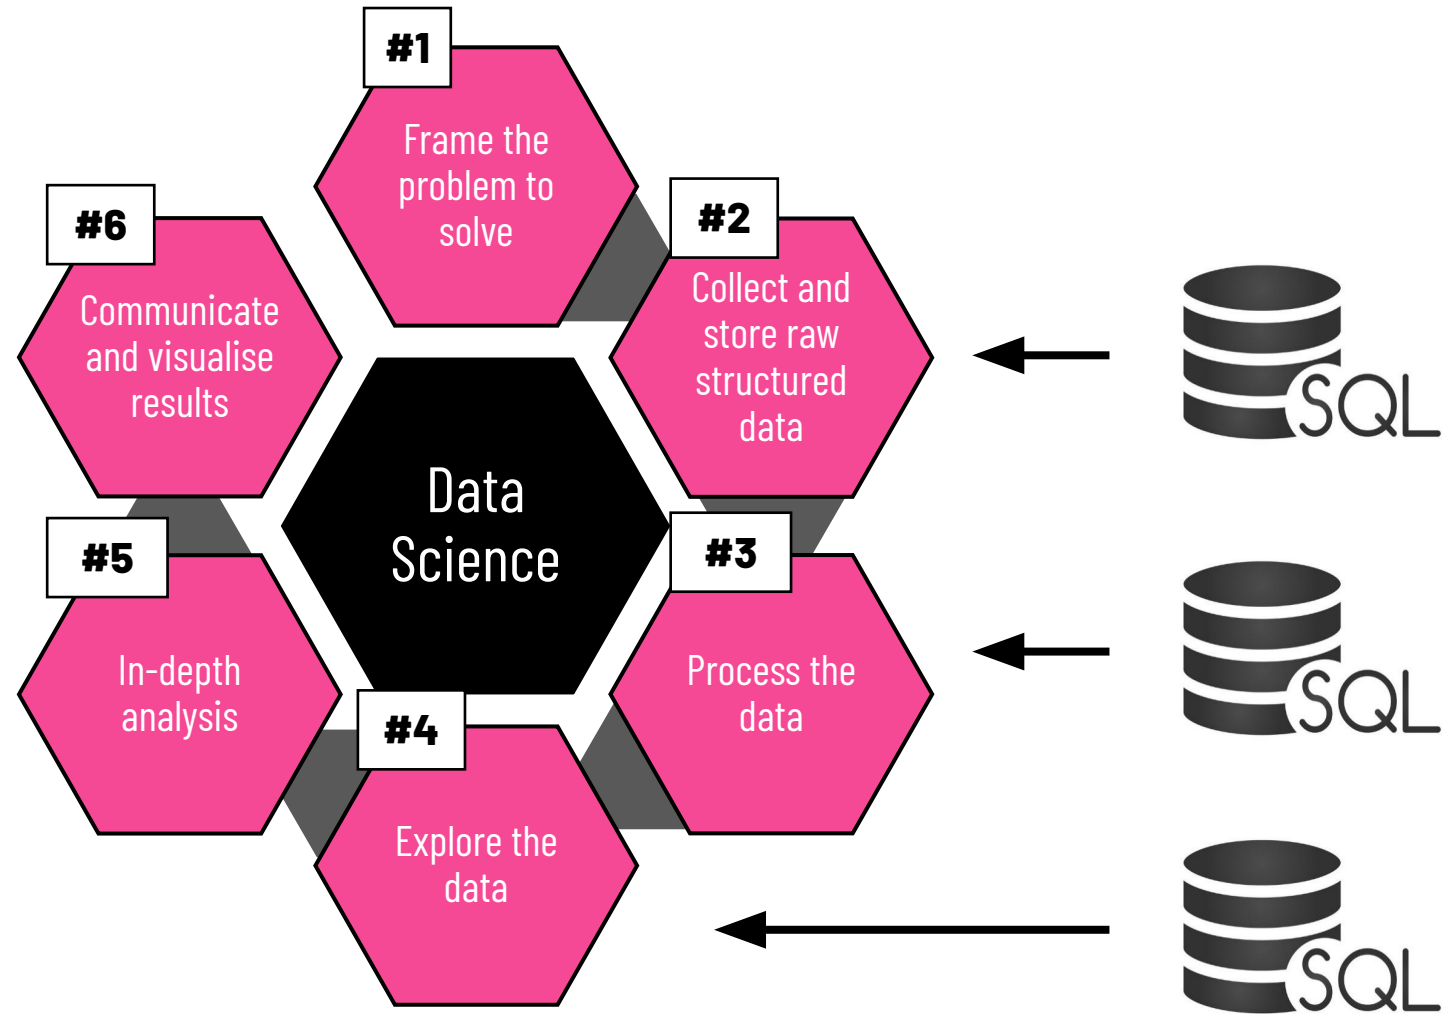 #1
Frame the
problem to
solve
#2
Collect and
store raw
structured
data
#3
Process the
data
#4
Explore the
data
#5
In-depth
analysis
#6
Communicate
and visualise
results
Data
Science
SQL
SQL
SQL